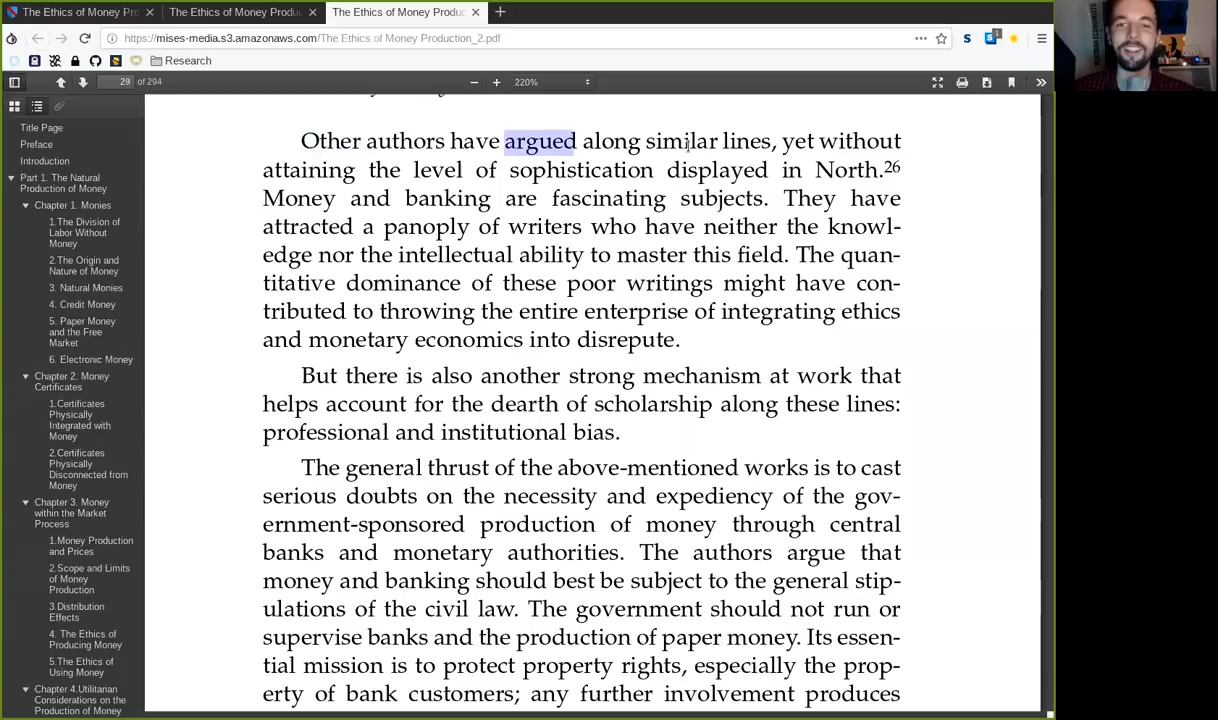 The Ethics of Money Pro
The Ethics of Money Produ
The Ethics of Money Produc
https://mises-media.s3.amazonaws.com/The Ethics of Money Production_2.pdf
S
1
Research
29 of 294
220%
Title Page
Preface
Introduction
Part 1. The Natural
Production of Money
Chapter 1. Monies
1.The Division of
Labor Without
Money
2.The Origin and
Nature of Money
3. Natural Monies
4. Credit Money
5. Paper Money
and the Free
Market
6. Electronic Money
Chapter 2. Money
Certificates
1.Certificates
Physically
Integrated with
Money
2.Certificates
Physically
Disconnected from
Money
Chapter 3. Money
within the Market
Process
1.Money Production
and Prices
2.Scope and Limits
of Money
Production
3.Distribution
Effects
4. The Ethics of
Producing Money
5.The Ethics of
Using Money
Chapter 4.Utilitarian
Considerations on the
Production of Money
Other authors have argued along similar lines, yet without
attaining the level of sophistication displayed in North.26
Money and banking are fascinating subjects. They have
attracted a panoply of writers who have neither the knowl-
edge nor the intellectual ability to master this field. The quan-
titative dominance of these poor writings might have con-
tributed to throwing the entire enterprise of integrating ethics
and monetary economics into disrepute.
But there is also another strong mechanism at work that
helps account for the dearth of scholarship along these lines:
professional and institutional bias.
The general thrust of the above-mentioned works is to cast
serious doubts on the necessity and expediency of the gov-
ernment-sponsored production of money through central
banks and monetary authorities. The authors argue that
money and banking should best be subject to the general stip-
ulations of the civil law. The government should not run or
supervise banks and the production of paper money. Its essen-
tial mission is to protect property rights, especially the prop-
erty of bank customers; any further involvement produces